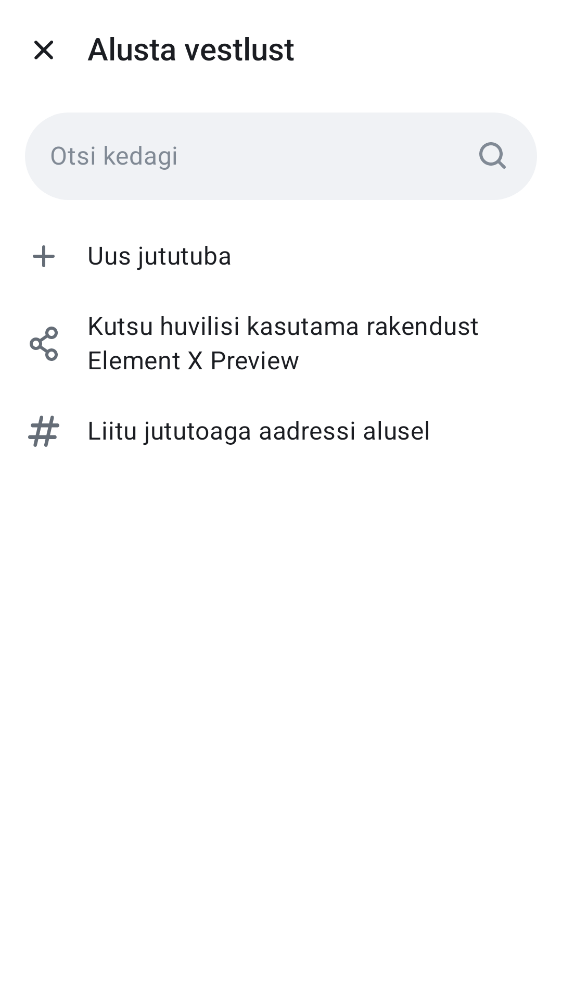 Alusta vestlust
Otsi kedagi
Uus jututuba
Kutsu huvilisi kasutama rakendust
Element X Preview
Liitu jututoaga aadressi alusel